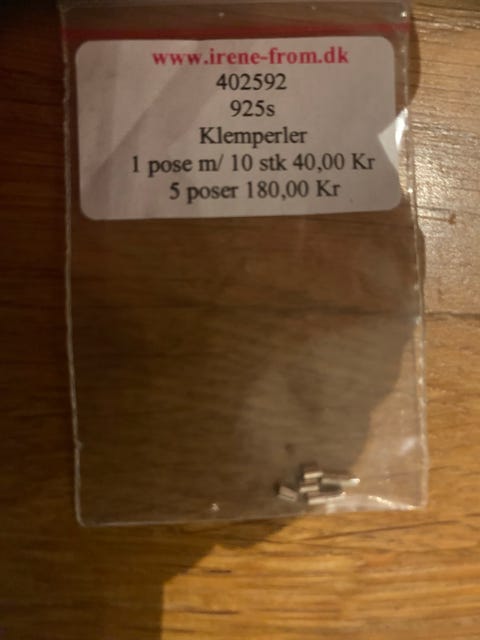 www.irene-from.dk
402592
925s
Klemperler
1 pose m/ 10 stk 40,00 Kr
5 poser 180,00 Kr